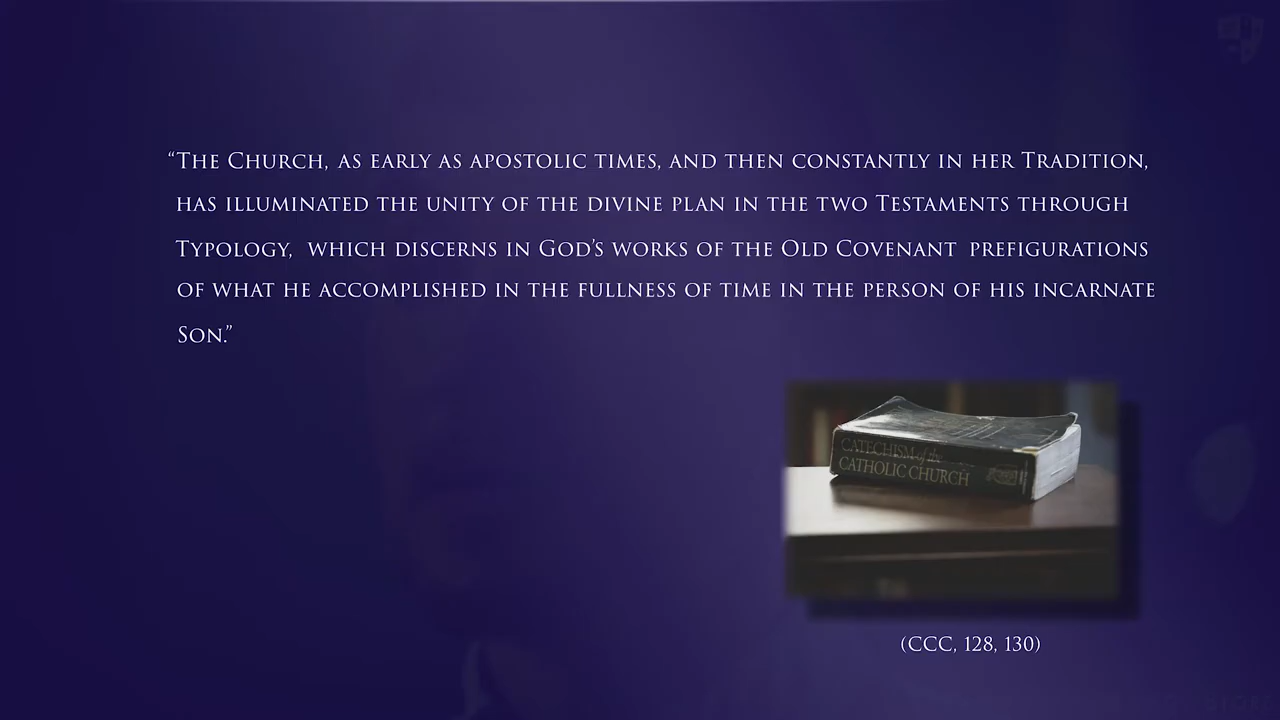 “The Church, as early as apostolic times, and then constantly in her Tradition,
has illuminated the unity of the divine plan in the two Testaments through
Typology, which discerns in God’s works of the Old Covenant prefigurations
of what he accomplished in the fullness of time in the person of his incarnate
Son.”
CATECHISM of the
CATHOLIC CHURCH
(CCC, 128, 130)